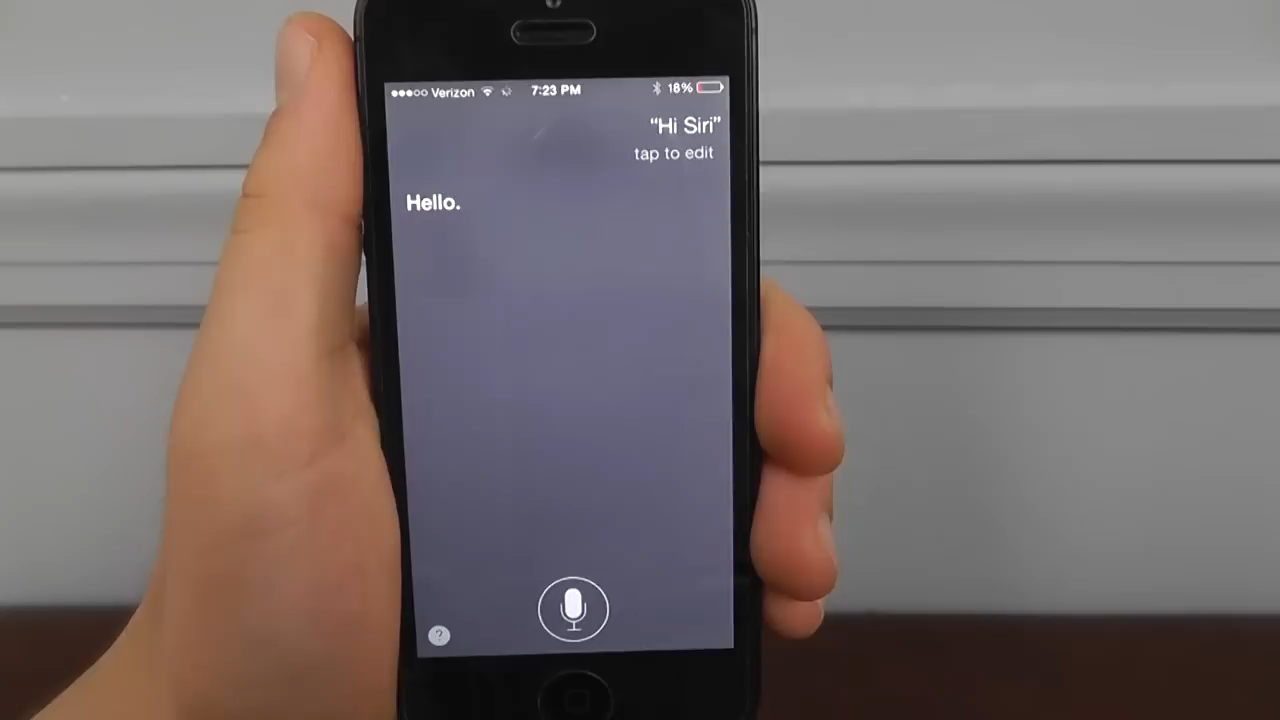 Verizon 7:23 PM 18%
“Hi Siri”
tap to edit
Hello.
?